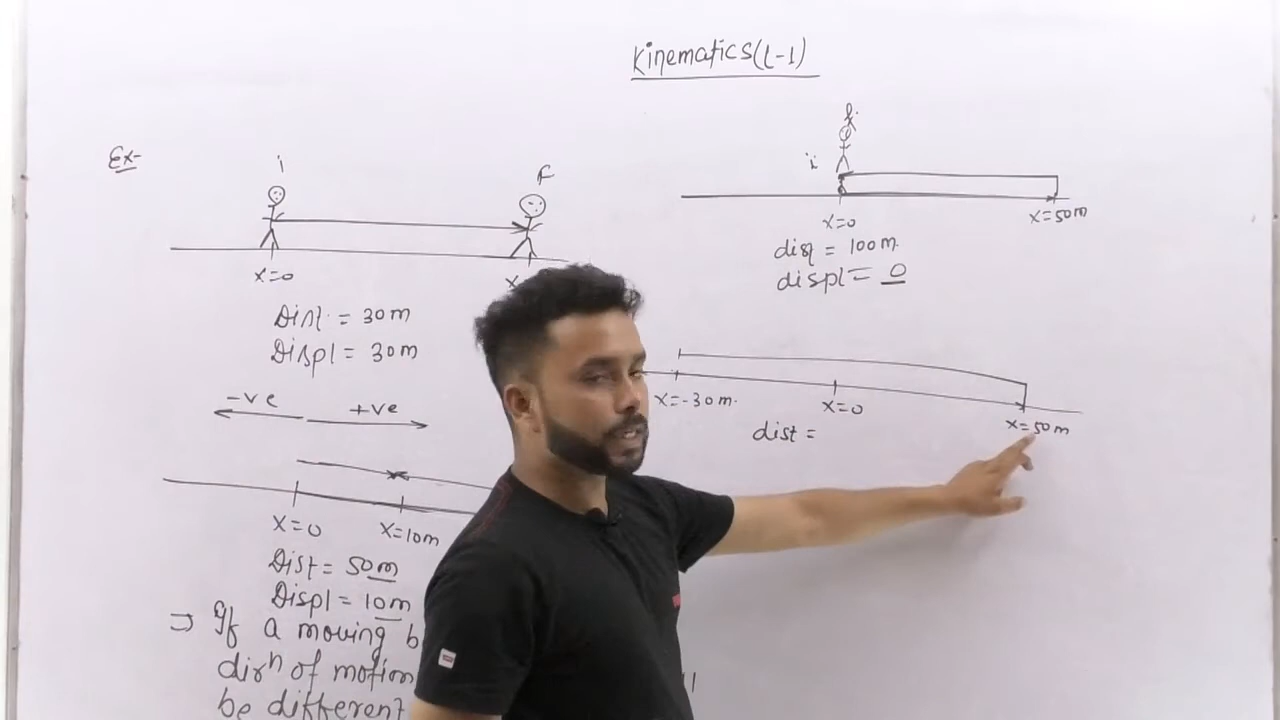 Kinematics(L-1)
Ex-
i
F
x=0
x
Dist. = 30m
Displ = 30m
-ve
+ve
x=0
x=10m
Dist = 50m
Displ = 10m
⇒ If a moving b
dirⁿ of motion
be different
f
i
x=0
x=50m
dist = 100m.
displ = 0
x=-30m.
x=0
x=50m
dist =